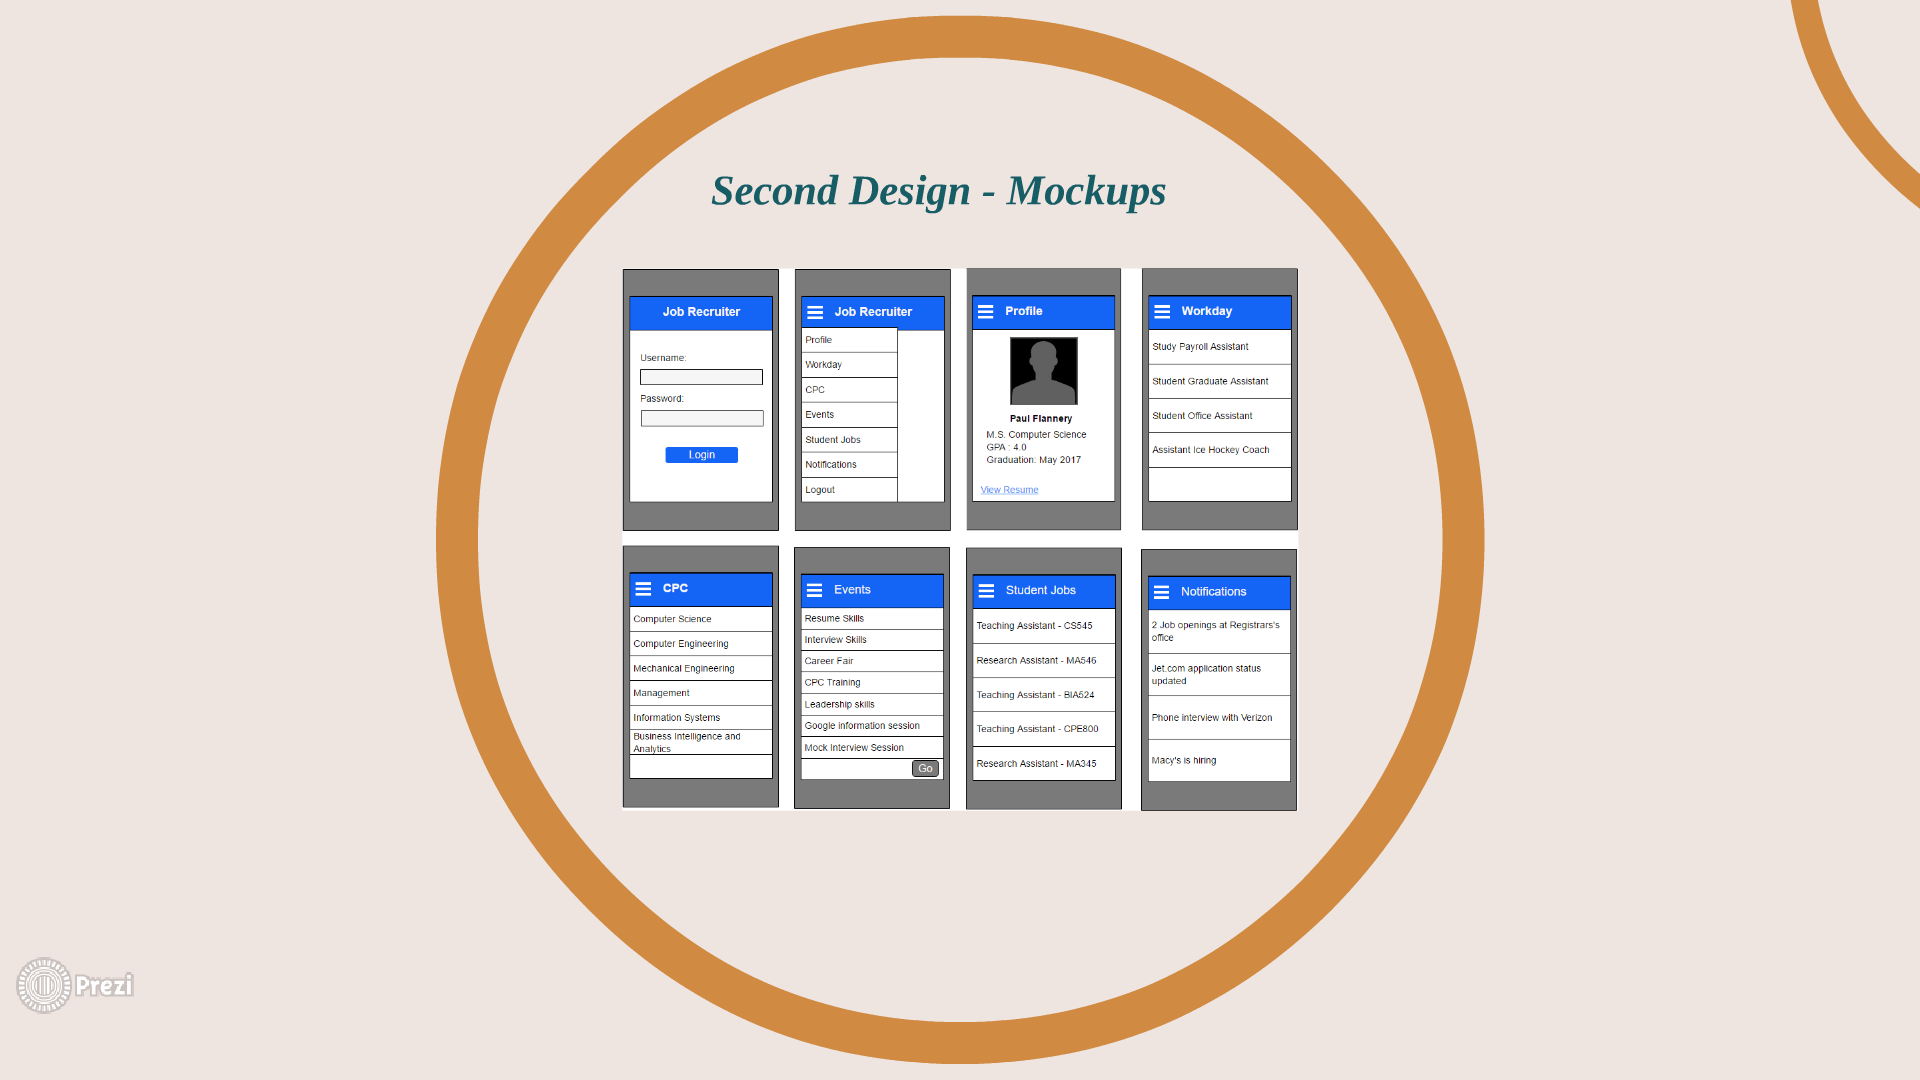 Second Design - Mockups
Job Recruiter
Username:
Password:
Login
Job Recruiter
Profile
Workday
CPC
Events
Student Jobs
Notifications
Logout
Profile
Paul Flannery
M.S. Computer Science
GPA : 4.0
Graduation: May 2017
View Resume
Workday
Study Payroll Assistant
Student Graduate Assistant
Student Office Assistant
Assistant Ice Hockey Coach
CPC
Computer Science
Computer Engineering
Mechanical Engineering
Management
Information Systems
Business Intelligence and
Analytics
Events
Resume Skills
Interview Skills
Career Fair
CPC Training
Leadership skills
Google information session
Mock Interview Session
Go
Student Jobs
Teaching Assistant - CS545
Research Assistant - MA546
Teaching Assistant - BIA524
Teaching Assistant - CPE800
Research Assistant - MA345
Notifications
2 Job openings at Registrars's
office
Jet.com application status
updated
Phone interview with Verizon
Macy's is hiring
Prezi